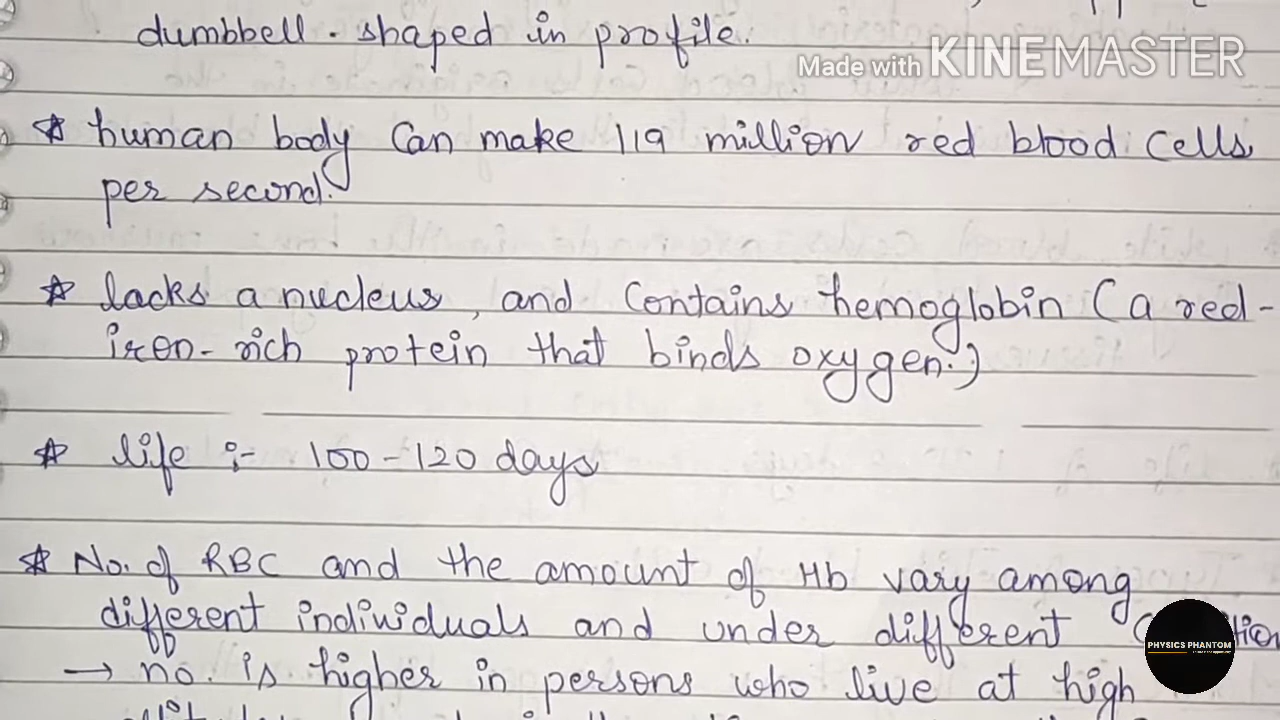 dumbbell - shaped in profile.
Made with KINEMASTER
☆ human body Can make 119 million red blood cells
per second.
☆ lacks a nucleus, and contains hemoglobin (a red-
iron-rich protein that binds oxygen.)
☆ life :- 100-120 days
☆ No. of RBC and the amount of Hb vary among
different individuals and under different
→ no. is higher in persons who live at high
PHYSICS PHANTOM